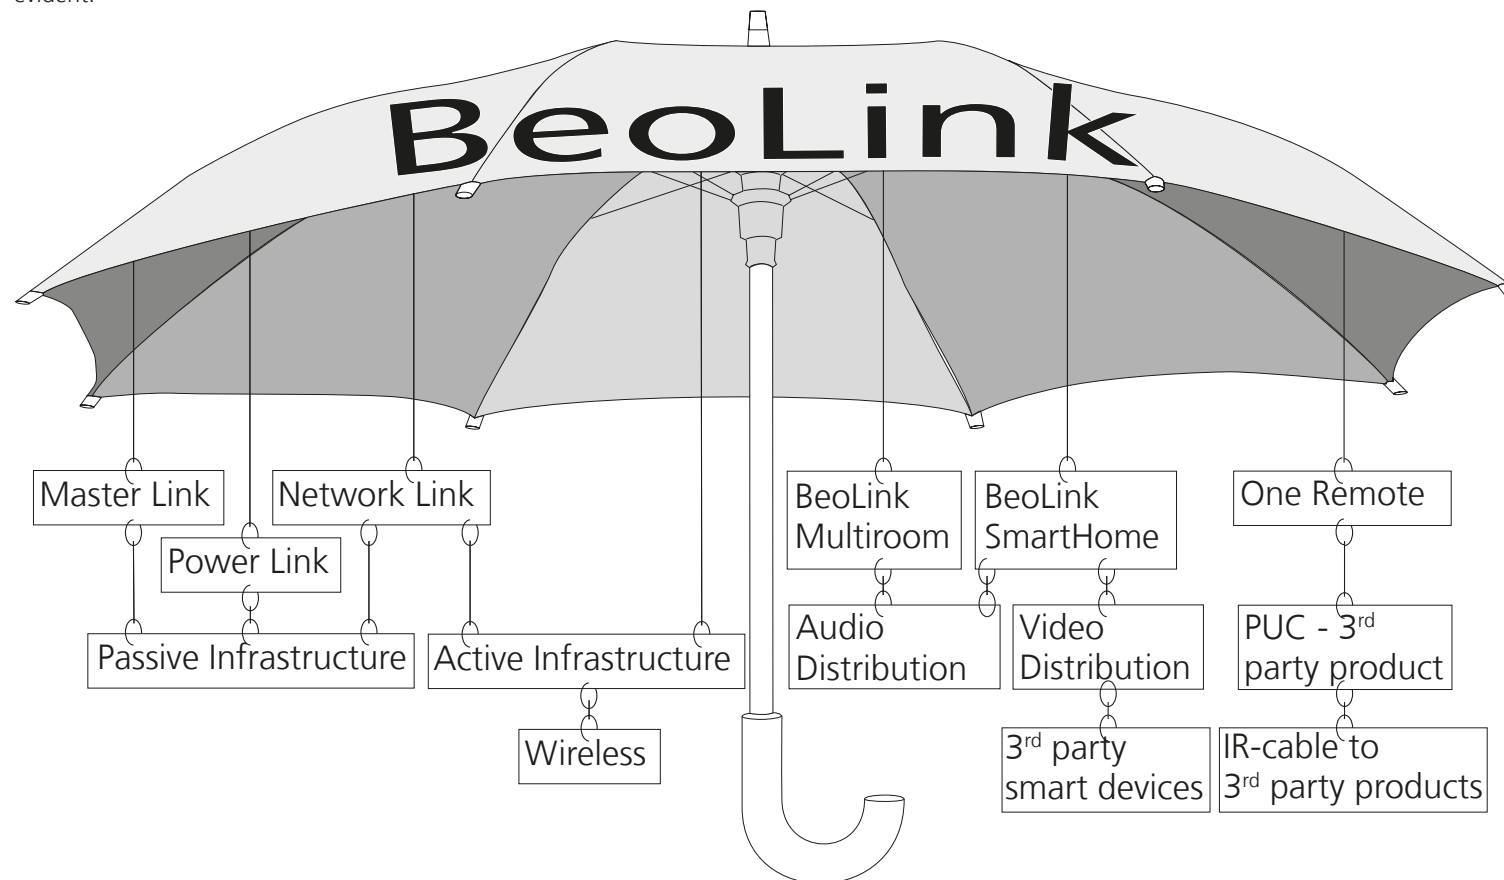 evident.
BeoLink
Master Link
Network Link
Power Link
Passive Infrastructure
Active Infrastructure
Wireless
BeoLink
Multiroom
BeoLink
SmartHome
One Remote
Audio
Distribution
Video
Distribution
PUC - 3rd
party product
3rd party
smart devices
IR-cable to
3rd party products